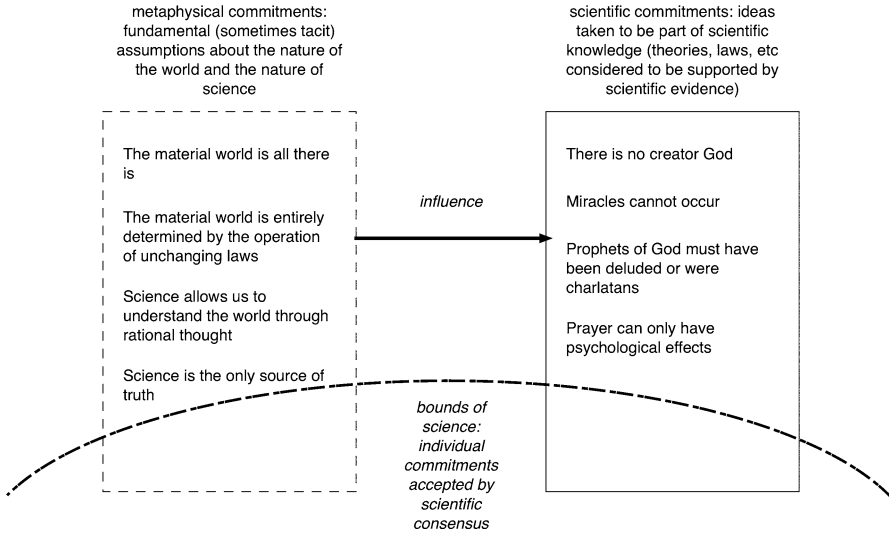 metaphysical commitments:
fundamental (sometimes tacit)
assumptions about the nature of
the world and the nature of
science
scientific commitments: ideas
taken to be part of scientific
knowledge (theories, laws, etc
considered to be supported by
scientific evidence)
The material world is all there
is
The material world is entirely
determined by the operation
of unchanging laws
Science allows us to
understand the world through
rational thought
Science is the only source of
truth
influence
There is no creator God
Miracles cannot occur
Prophets of God must have
been deluded or were
charlatans
Prayer can only have
psychological effects
bounds of
science:
individual
commitments
accepted by
scientific
consensus